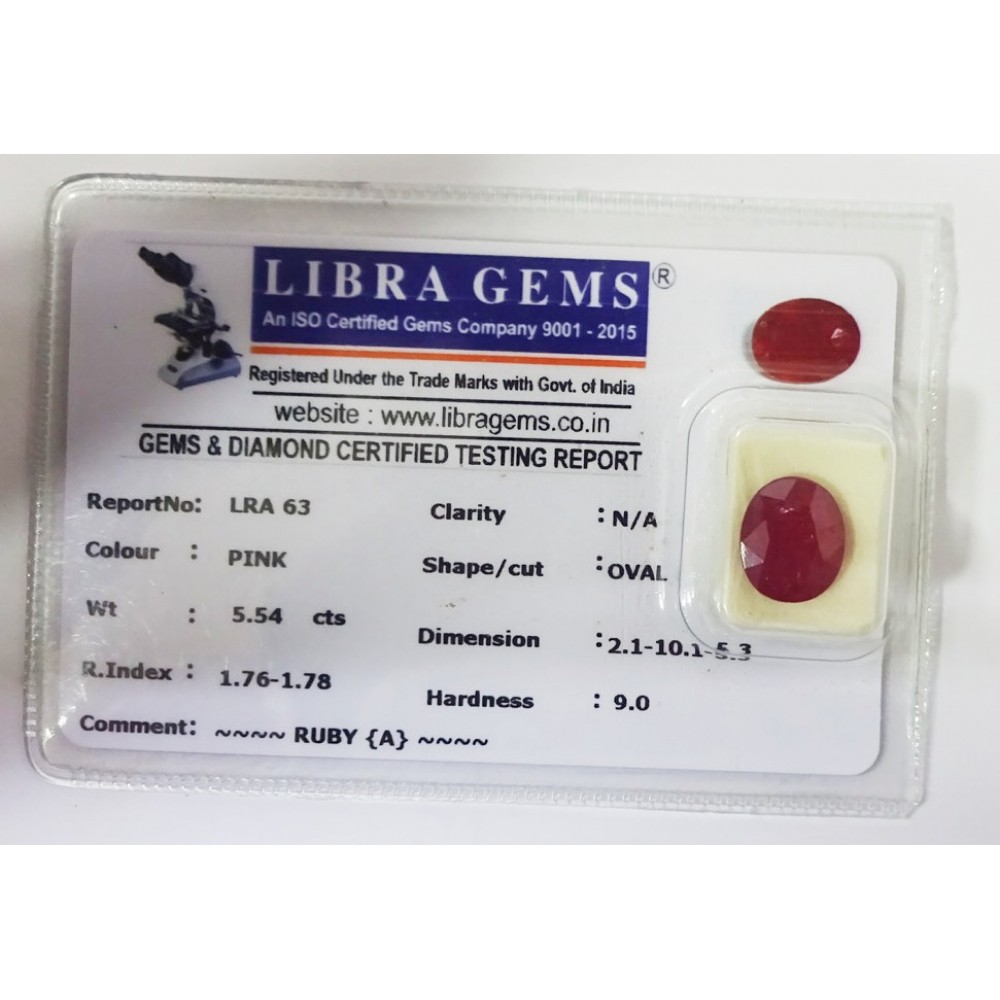 LIBRA GEMS ®
An ISO Certified Gems Company 9001 - 2015
Registered Under the Trade Marks with Govt. of India
website : www.libragems.co.in
GEMS & DIAMOND CERTIFIED TESTING REPORT
ReportNo: LRA 63
Colour : PINK
Wt : 5.54 cts
R.Index : 1.76-1.78
Comment: ~~~~ RUBY {A} ~~~~
Clarity : N/A
Shape/cut : OVAL
Dimension : 2.1-10.1-5.3
Hardness : 9.0